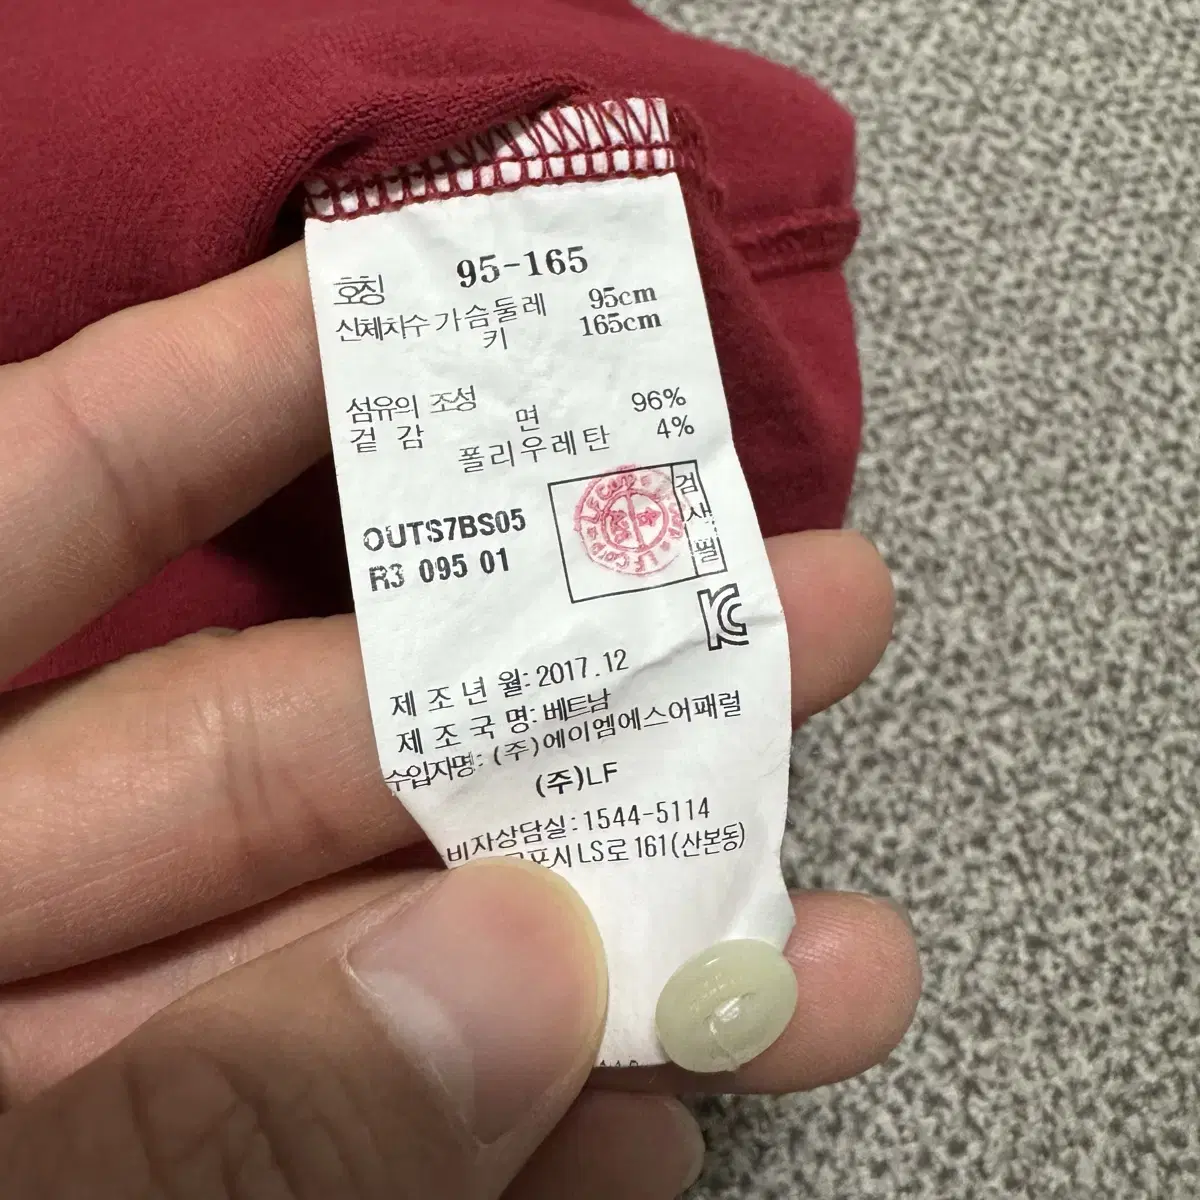 호칭 95-165
신체치수 가슴둘레 95cm
키 165cm
섬유의 조성
겉감 면 96%
폴리우레탄 4%
OUTS7BS05
R3 095 01
검사필
LF Corp
제조년월: 2017.12
제조국명: 베트남
수입자명: (주)에이엠에스어패럴
(주)LF
비자상담실: 1544-5114
포시 LS로 161(산본동)